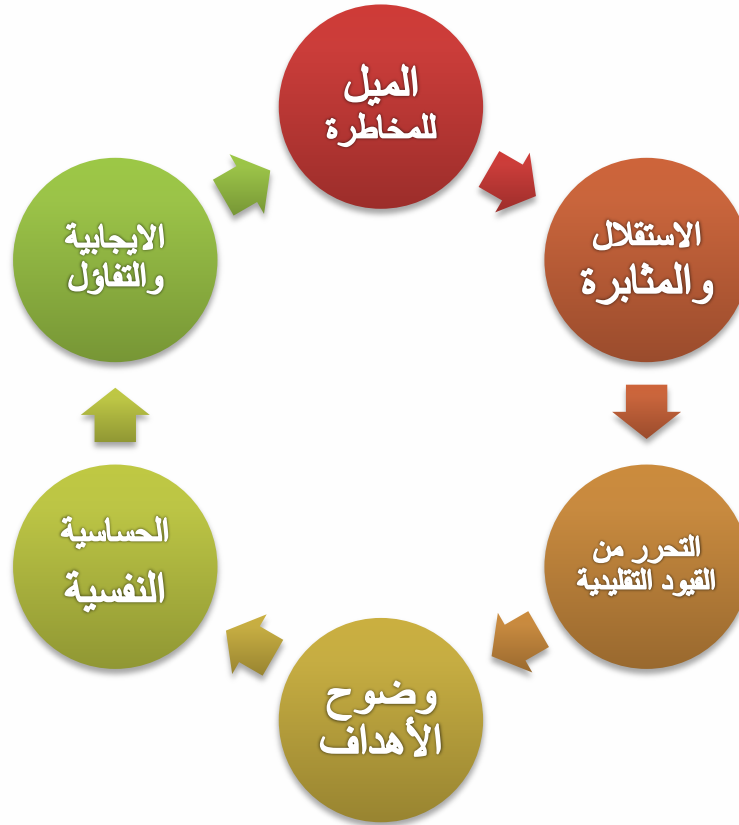 الميل
للمخاطرة
الاستقلال
والمثابرة
التحرر من
القيود التقليدية
وضوح
الأهداف
الحساسية
النفسية
الايجابية
والتفاؤل